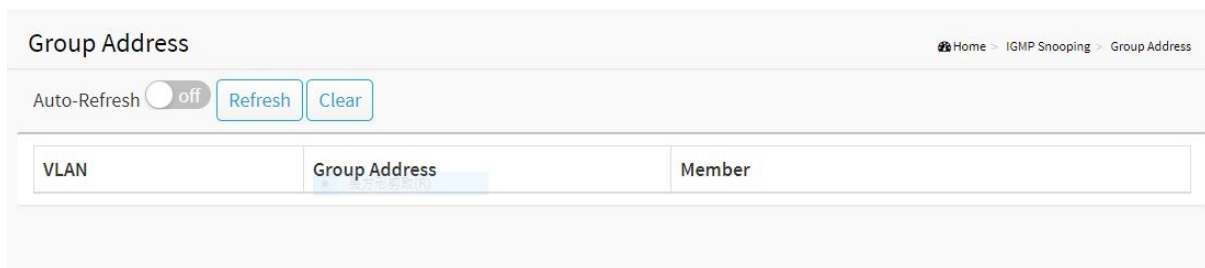 Group Address
Home > IGMP Snooping > Group Address
Auto-Refresh off Refresh Clear
VLAN Group Address Member